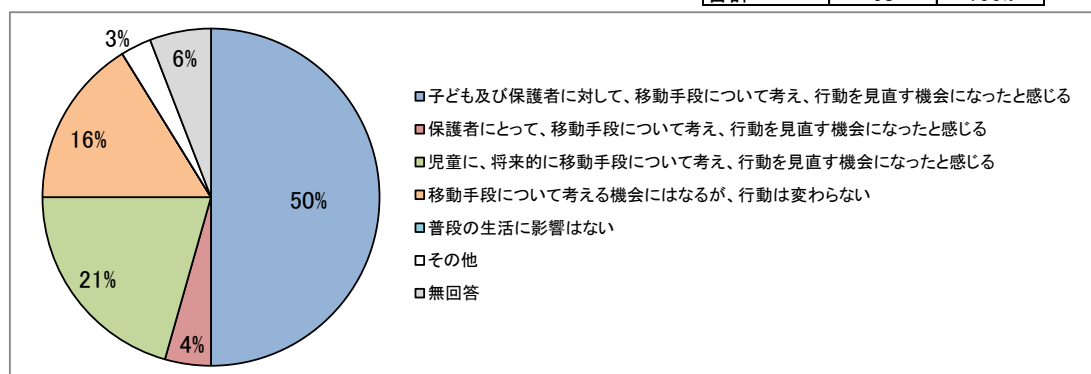 3%
6%
16%
50%
21%
4%
子ども及び保護者に対して、移動手段について考え、行動を見直す機会になったと感じる
保護者にとって、移動手段について考え、行動を見直す機会になったと感じる
児童に、将来的に移動手段について考え、行動を見直す機会になったと感じる
移動手段について考える機会にはなるが、行動は変わらない
普段の生活に影響はない
その他
無回答